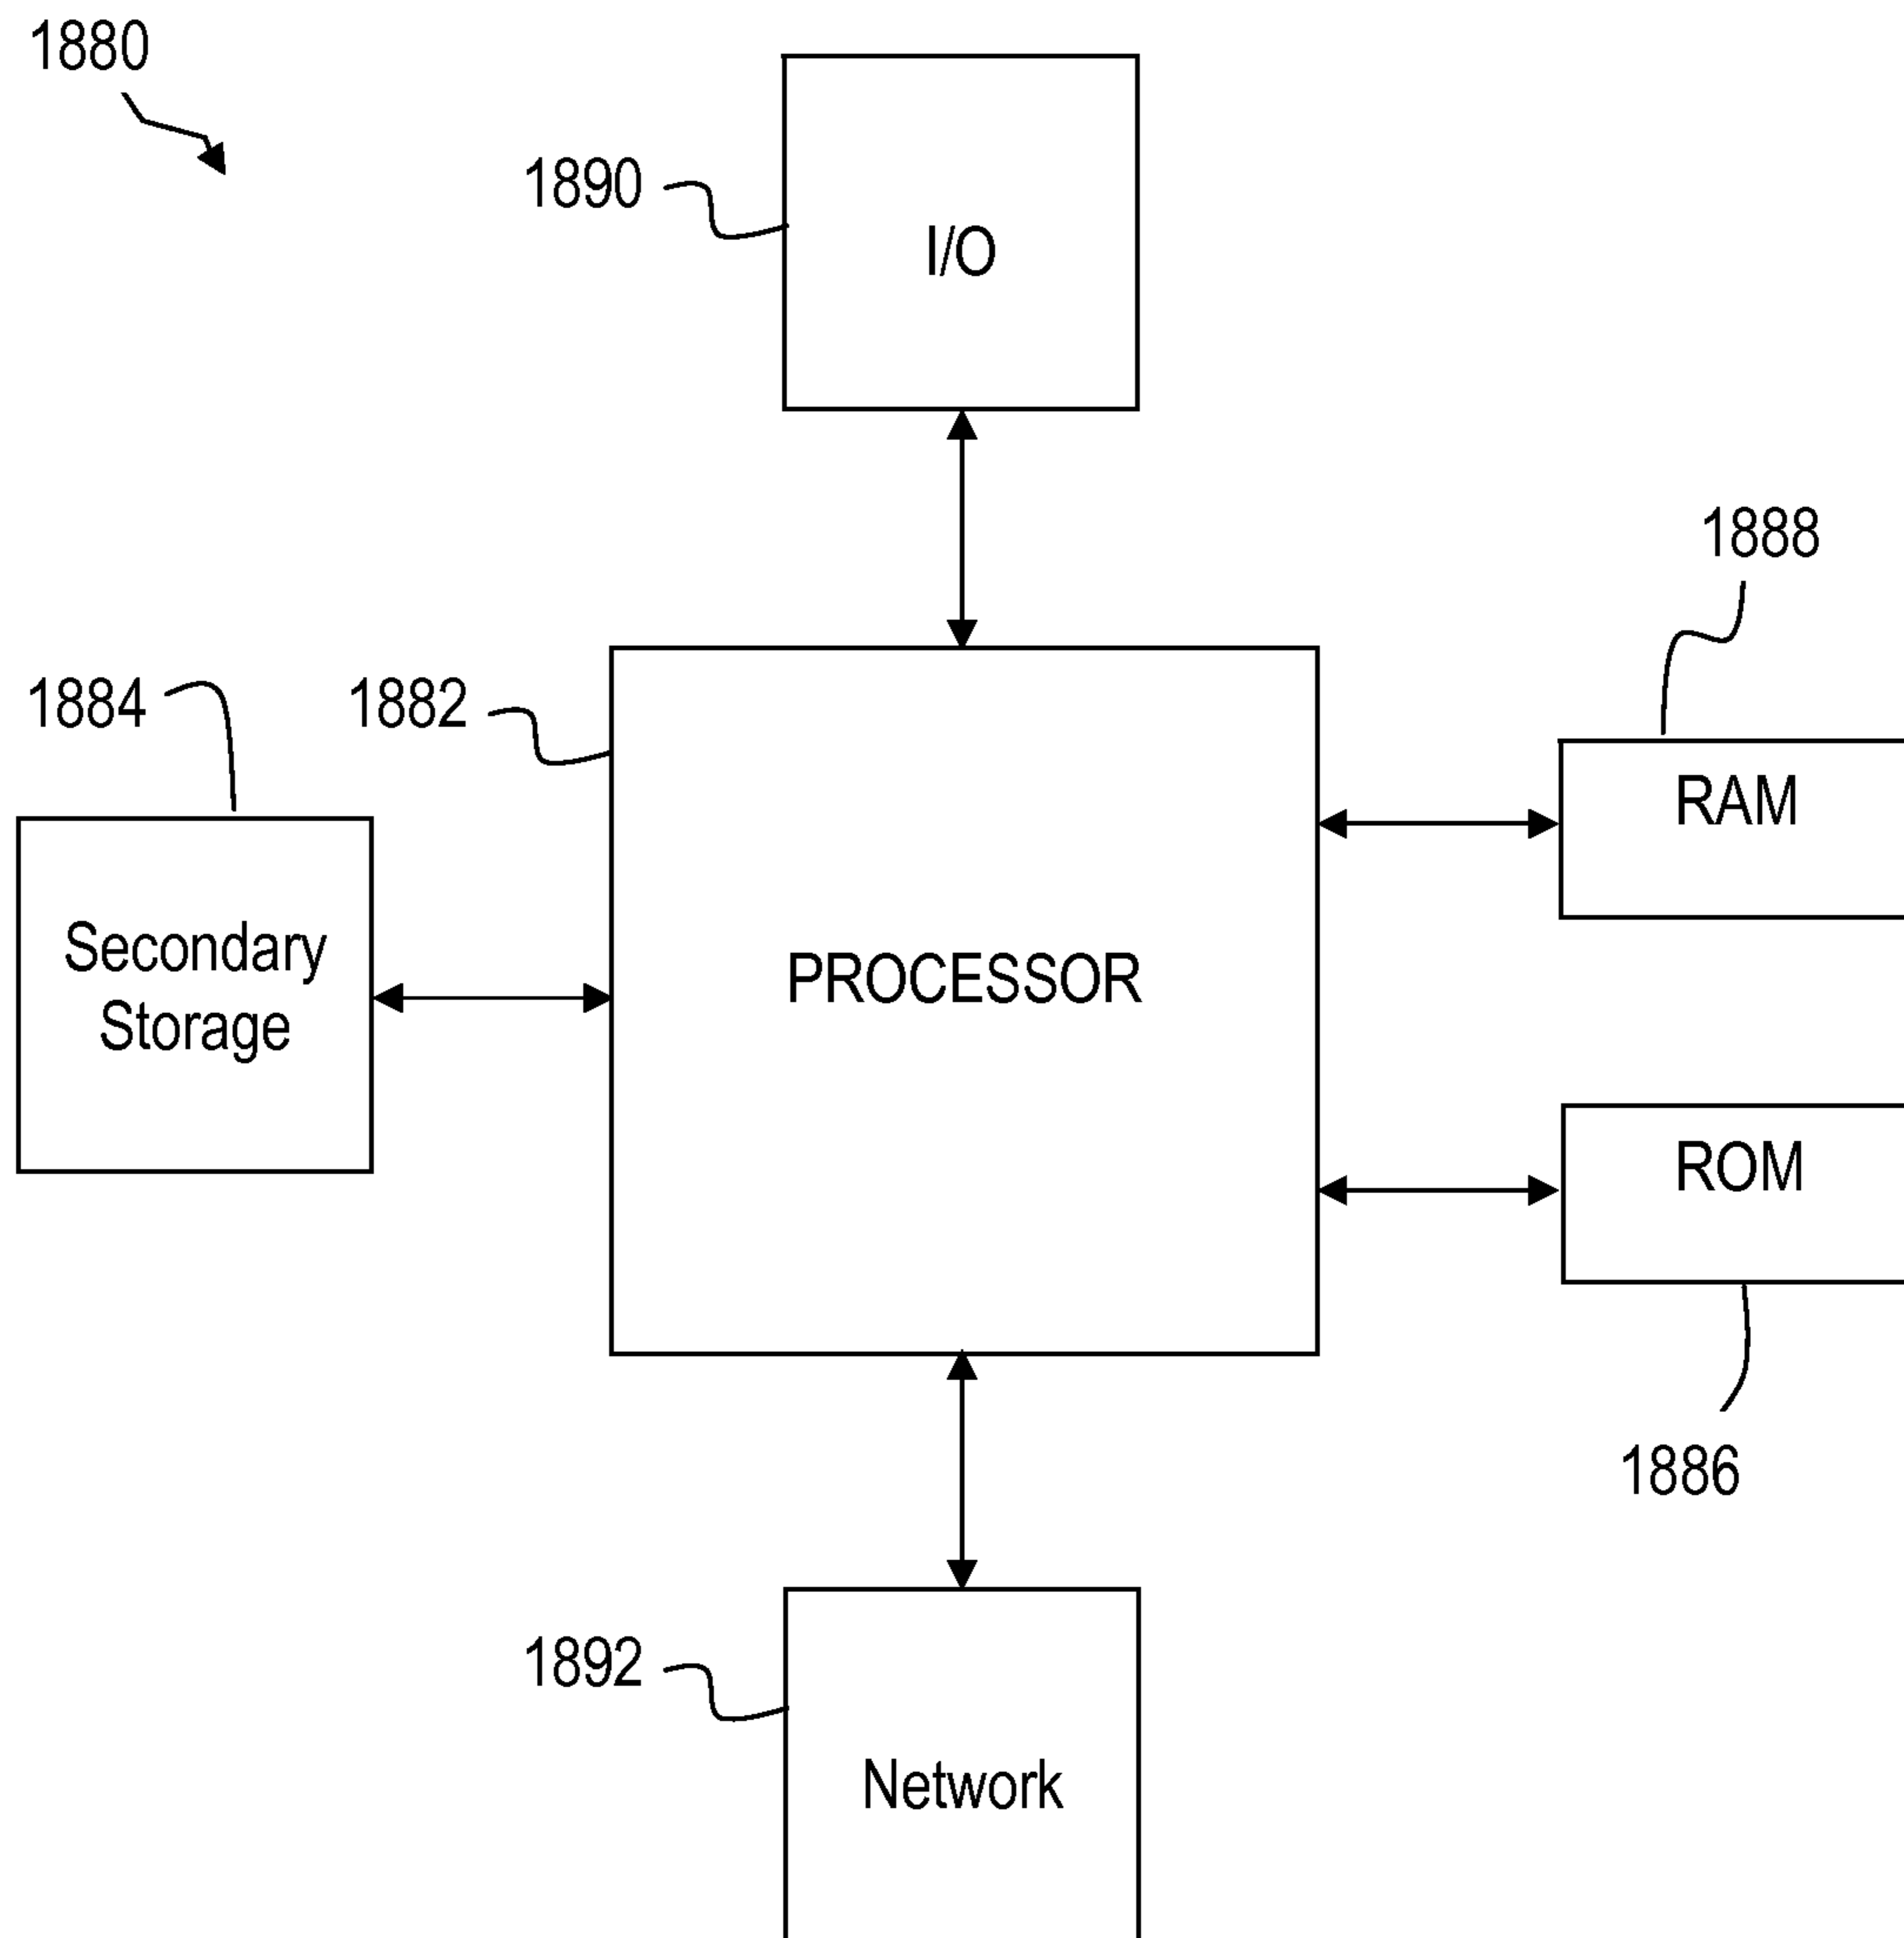 1880
1890
I/O
1888
1884
1882
RAM
Secondary
Storage
PROCESSOR
ROM
1886
1892
Network